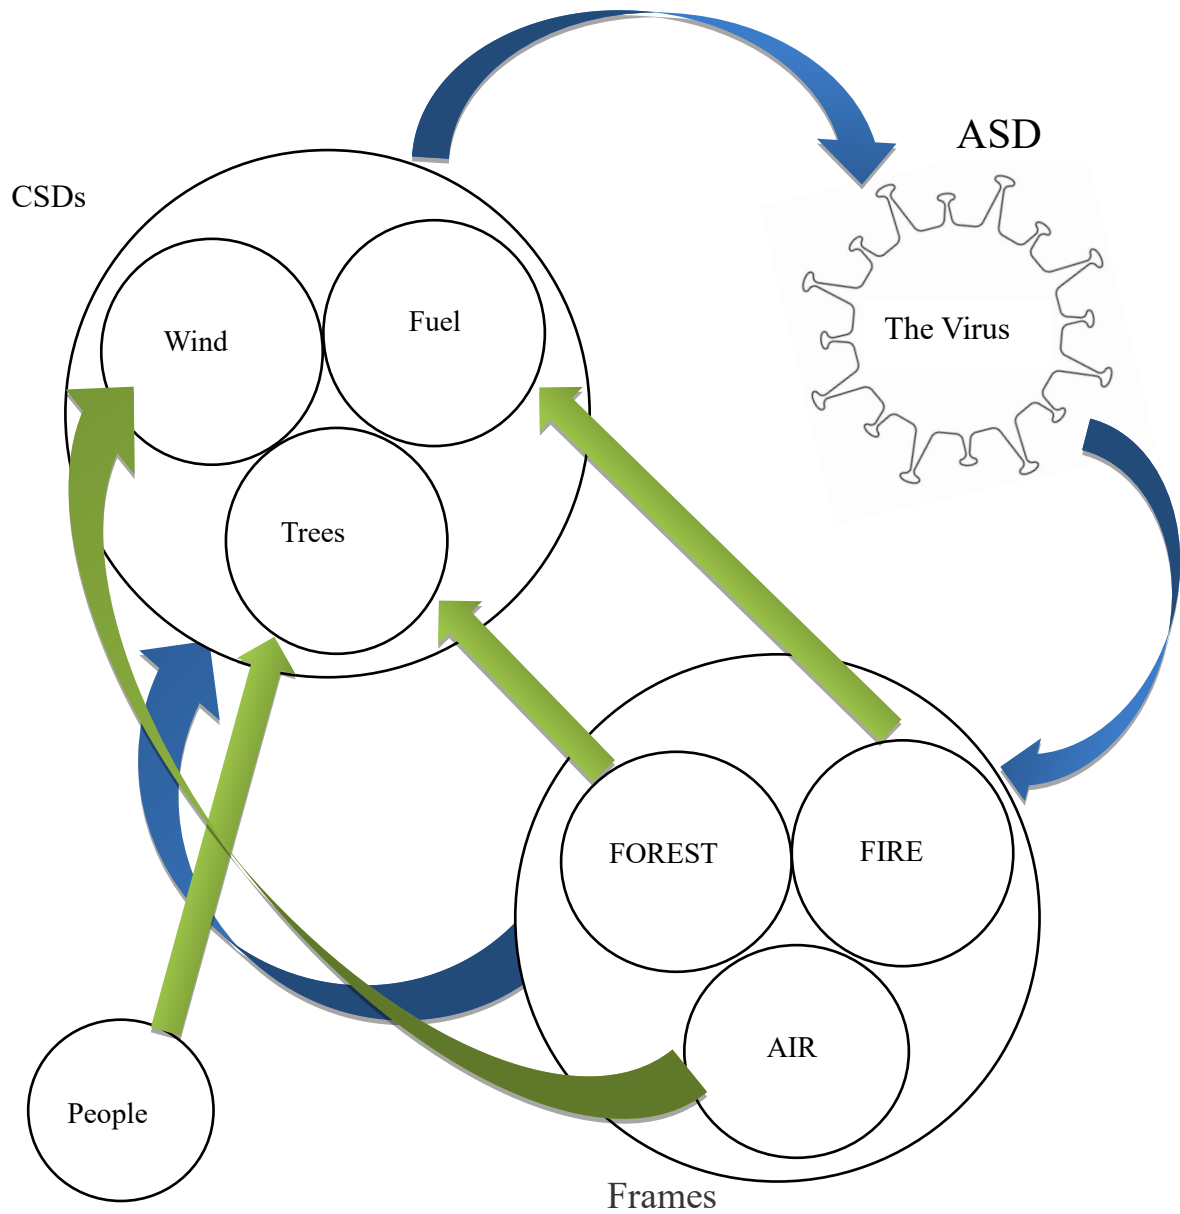 ASD
CSDs
Wind
Fuel
The Virus
Trees
FOREST
FIRE
AIR
People
Frames